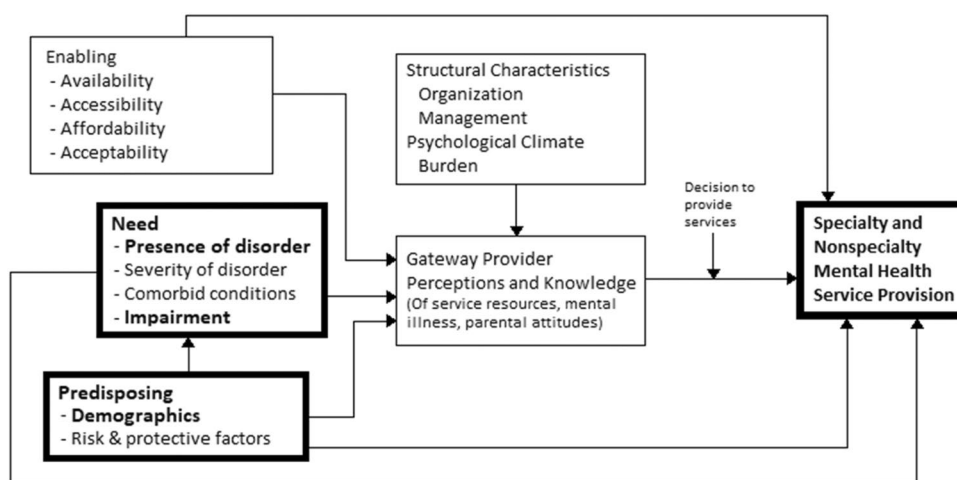 Enabling
- Availability
- Accessibility
- Affordability
- Acceptability
Structural Characteristics
Organization
Management
Psychological Climate
Burden
Need
- Presence of disorder
- Severity of disorder
- Comorbid conditions
- Impairment
Gateway Provider
Perceptions and Knowledge
(Of service resources, mental
illness, parental attitudes)
Decision to
provide
services
Specialty and
Nonspecialty
Mental Health
Service Provision
Predisposing
- Demographics
- Risk & protective factors